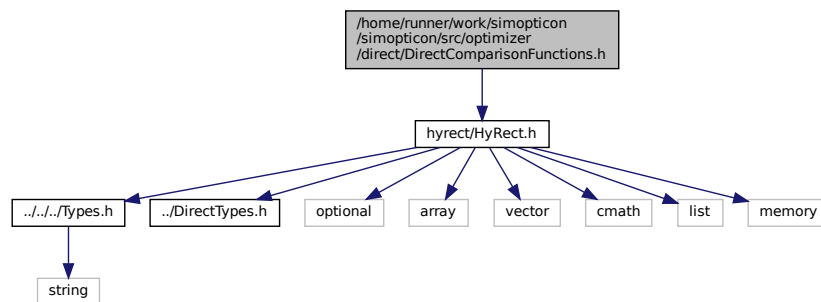 /home/runner/work/simopticon
/simopticon/src/optimizer
/direct/DirectComparisonFunctions.h
hyrect/HyRect.h
../../../Types.h
../DirectTypes.h
optional
array
vector
cmath
list
memory
string